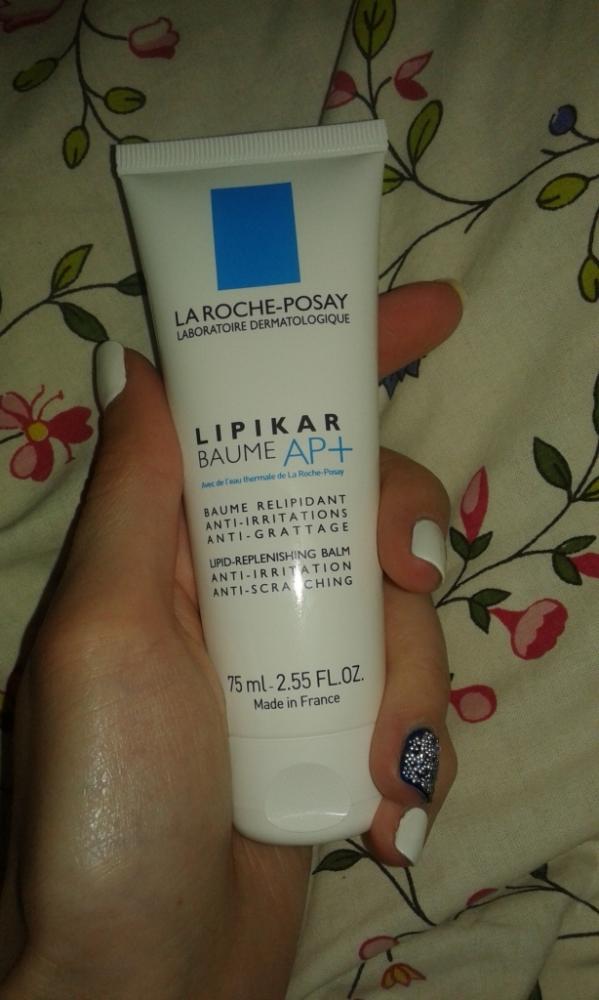 LA ROCHE-POSAY
LABORATOIRE DERMATOLOGIQUE
LIPIKAR
BAUME AP+
Avec de l'eau thermale de La Roche-Posay
BAUME RELIPIDANT
ANTI-IRRITATIONS
ANTI-GRATTAGE
LIPID-REPLENISHING BALM
ANTI-IRRITATION
ANTI-SCRATCHING
75 ml - 2.55 FL.OZ.
Made in France